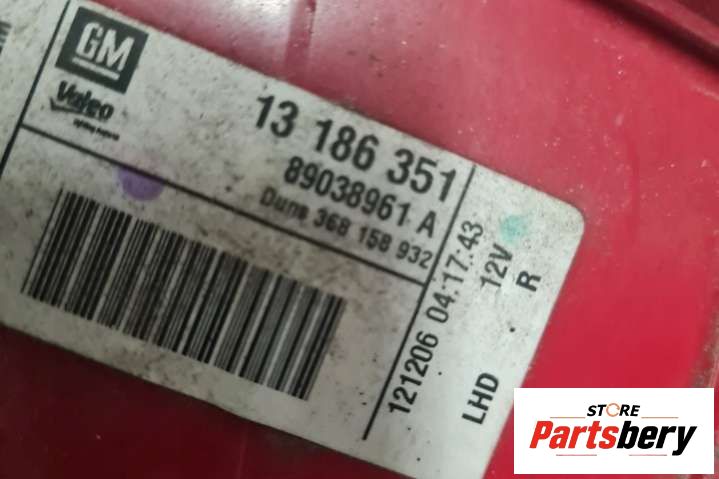 GM
Valeo
13 186 351
89038961 A
Duns 368 158 932
121206 04:17:43
12V
LHD R
STORE
Partsbery